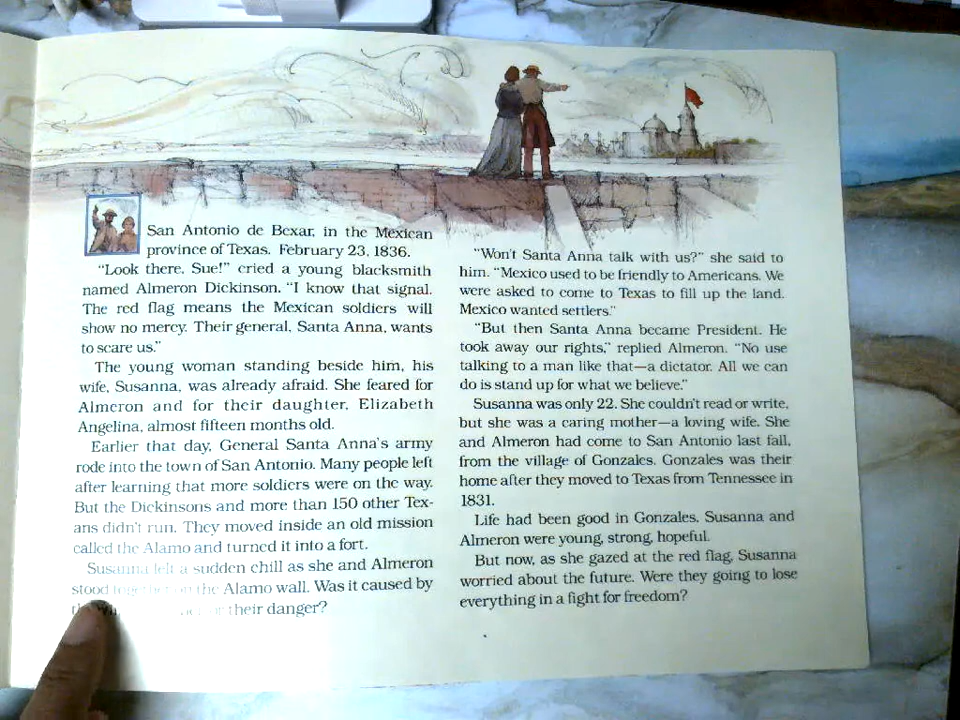 San Antonio de Bexar, in the Mexican
province of Texas. February 23, 1836.
"Look there, Sue!" cried a young blacksmith
named Almeron Dickinson. "I know that signal.
The red flag means the Mexican soldiers will
show no mercy. Their general, Santa Anna, wants
to scare us."
The young woman standing beside him, his
wife, Susanna, was already afraid. She feared for
Almeron and for their daughter, Elizabeth
Angelina, almost fifteen months old.
Earlier that day, General Santa Anna's army
rode into the town of San Antonio. Many people left
after learning that more soldiers were on the way.
But the Dickinsons and more than 150 other Tex-
ans didn't run. They moved inside an old mission
called the Alamo and turned it into a fort.
Susanna felt a sudden chill as she and Almeron
stood together on the Alamo wall. Was it caused by
their danger?
"Won't Santa Anna talk with us?" she said to
him. "Mexico used to be friendly to Americans. We
were asked to come to Texas to fill up the land.
Mexico wanted settlers."
"But then Santa Anna became President. He
took away our rights," replied Almeron. "No use
talking to a man like that—a dictator. All we can
do is stand up for what we believe."
Susanna was only 22. She couldn't read or write,
but she was a caring mother—a loving wife. She
and Almeron had come to San Antonio last fall,
from the village of Gonzales. Gonzales was their
home after they moved to Texas from Tennessee in
1831.
Life had been good in Gonzales. Susanna and
Almeron were young, strong, hopeful.
But now, as she gazed at the red flag, Susanna
worried about the future. Were they going to lose
everything in a fight for freedom?